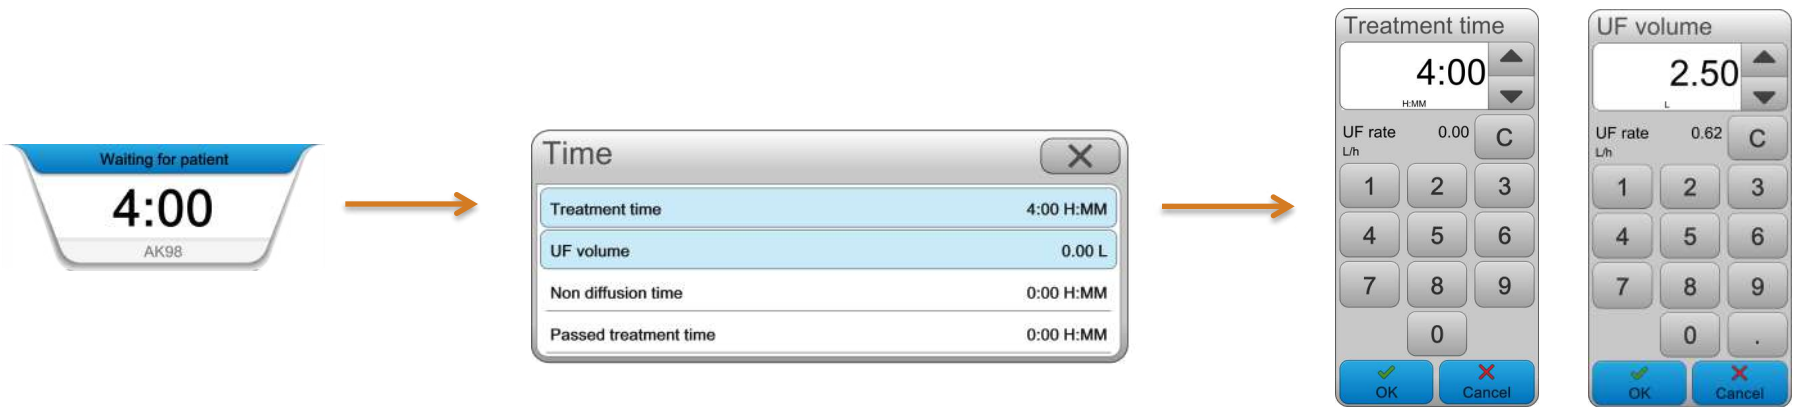 Waiting for patient
4:00
AK98
Time
Treatment time 4:00 H:MM
UF volume 0.00 L
Non diffusion time 0:00 H:MM
Passed treatment time 0:00 H:MM
Treatment time
4:00
H:MM
UF rate 0.00 C
L/h
1 2 3
4 5 6
7 8 9
0
OK Cancel
UF volume
2.50
L
UF rate 0.62 C
L/h
1 2 3
4 5 6
7 8 9
0 .
OK Cancel